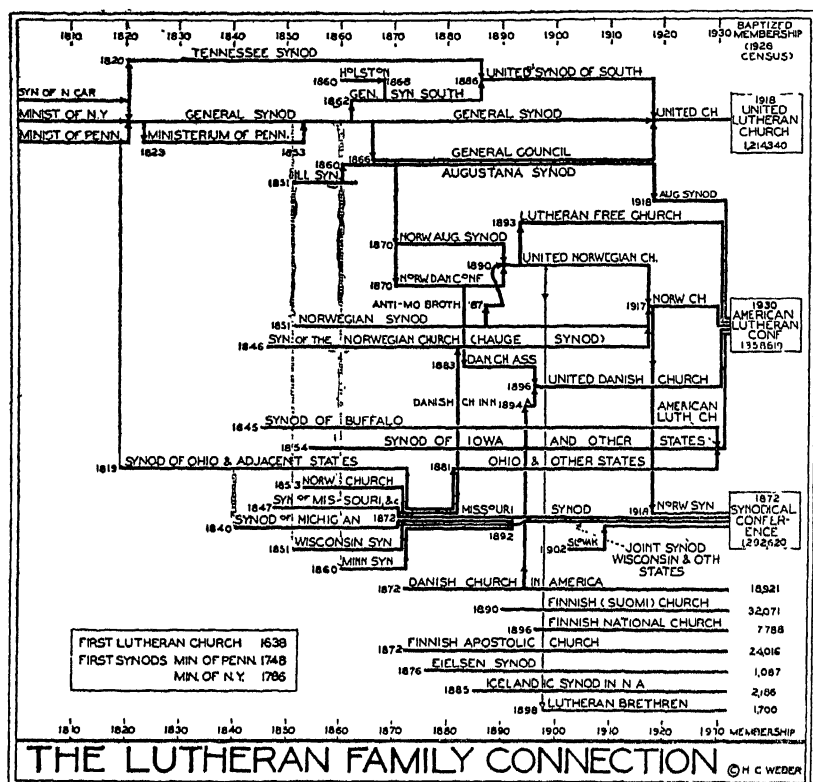 1810 1820 1830 1840 1850 1860 1870 1880 1890 1900 1910 1920 1930
BAPTIZED
MEMBERSHIP
(1926
CENSUS)
TENNESSEE SYNOD
1820
HOLSTON
1860 1868
1886 UNITED SYNOD OF SOUTH
GEN. SYN SOUTH
1862
SYN OF N CAR
MINIST OF N.Y
GENERAL SYNOD
GENERAL SYNOD
UNITED CH
1918
UNITED
LUTHERAN
CHURCH
1,214,340
MINIST OF PENN.
MINISTERIUM OF PENN.
1823
1853
GENERAL COUNCIL
1860
1866
AUGUSTANA SYNOD
ILL SYN.
1851
1918
AUG SYNOD
1893
LUTHERAN FREE CHURCH
NORW. AUG. SYNOD
1870
UNITED NORWEGIAN CH.
1890
NORW DAN CONF
1870
ANTI-MO BROTH '87
1917
NORW CH
1930
AMERICAN
LUTHERAN
CONF
NORWEGIAN SYNOD
1851
SYN OF THE NORWEGIAN CHURCH (HAUGE SYNOD)
1846
DAN CH ASS
1883
UNITED DANISH CHURCH
1896
DANISH CH IN A
1894
AMERICAN
LUTH. CH
SYNOD OF BUFFALO
1845
SYNOD OF IOWA AND OTHER STATES
1854
SYNOD OF OHIO & ADJACENT STATES
1819
OHIO & OTHER STATES
1881
NORW. CHURCH
1853
SYN OF MISSOURI, &C
1847
1872
MISSOURI SYNOD
1918
NORW SYN
1872
SYNODICAL
CONFER-
ENCE
1,292,620
SYNOD OF MICHIGAN
1840
1892
WISCONSIN SYN
1851
1902
SLOVAK
JOINT SYNOD
WISCONSIN & OTH
STATES
MINN SYN
1860
DANISH CHURCH IN AMERICA
1872
18,921
FINNISH (SUOMI) CHURCH
1890
32,071
FINNISH NATIONAL CHURCH
1896
7788
FINNISH APOSTOLIC CHURCH
1872
24,016
EIELSEN SYNOD
1876
1,087
ICELANDIC SYNOD IN N A
1885
2,186
LUTHERAN BRETHREN
1898
1,700
FIRST LUTHERAN CHURCH 1638
FIRST SYNODS MIN OF PENN. 1748
MIN. OF N.Y. 1786
1810 1820 1830 1840 1850 1860 1870 1880 1890 1900 1910 1920 1910 MEMBERSHIP
THE LUTHERAN FAMILY CONNECTION © H C WEBER